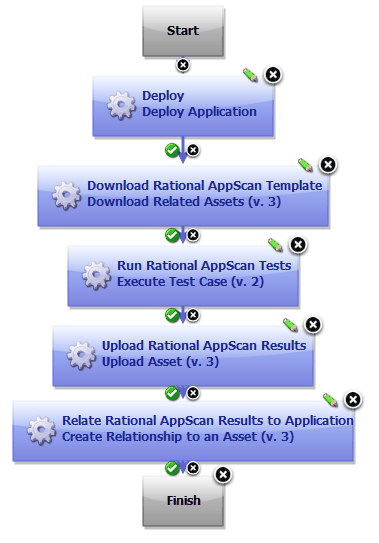 Start
Deploy
Deploy Application
Download Rational AppScan Template
Download Related Assets (v. 3)
Run Rational AppScan Tests
Execute Test Case (v. 2)
Upload Rational AppScan Results
Upload Asset (v. 3)
Relate Rational AppScan Results to Application
Create Relationship to an Asset (v. 3)
Finish